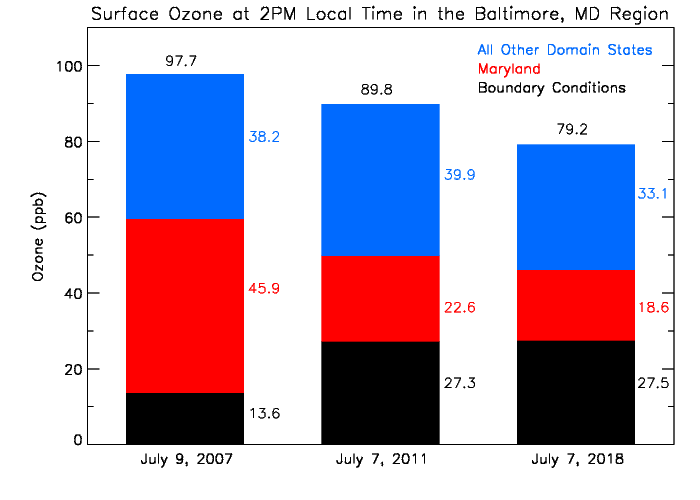 Surface Ozone at 2PM Local Time in the Baltimore, MD Region
All Other Domain States
Maryland
Boundary Conditions
Ozone (ppb)
100
80
60
40
20
0
97.7
38.2
45.9
13.6
89.8
39.9
22.6
27.3
79.2
33.1
18.6
27.5
July 9, 2007
July 7, 2011
July 7, 2018